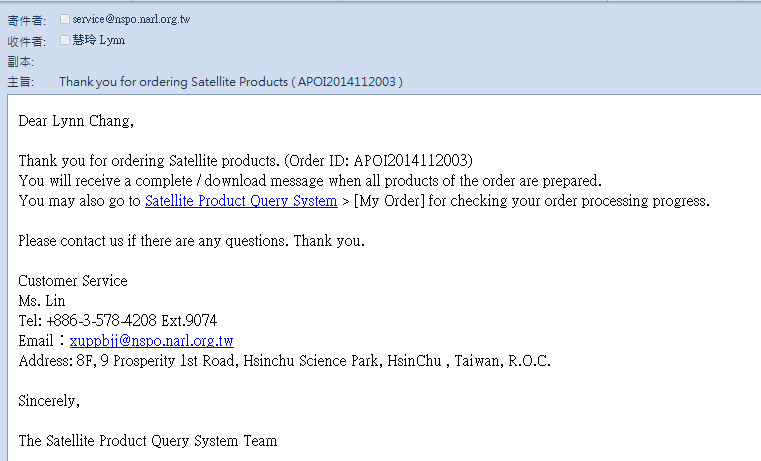 寄件者: service@nspo.narl.org.tw
收件者: 慧玲 Lynn
副本:
主旨: Thank you for ordering Satellite Products ( APOI2014112003 )
Dear Lynn Chang,
Thank you for ordering Satellite products. (Order ID: APOI2014112003)
You will receive a complete / download message when all products of the order are prepared.
You may also go to Satellite Product Query System > [My Order] for checking your order processing progress.
Please contact us if there are any questions. Thank you.
Customer Service
Ms. Lin
Tel: +886-3-578-4208 Ext.9074
Email：xuppbjj@nspo.narl.org.tw
Address: 8F, 9 Prosperity 1st Road, Hsinchu Science Park, HsinChu , Taiwan, R.O.C.
Sincerely,
The Satellite Product Query System Team